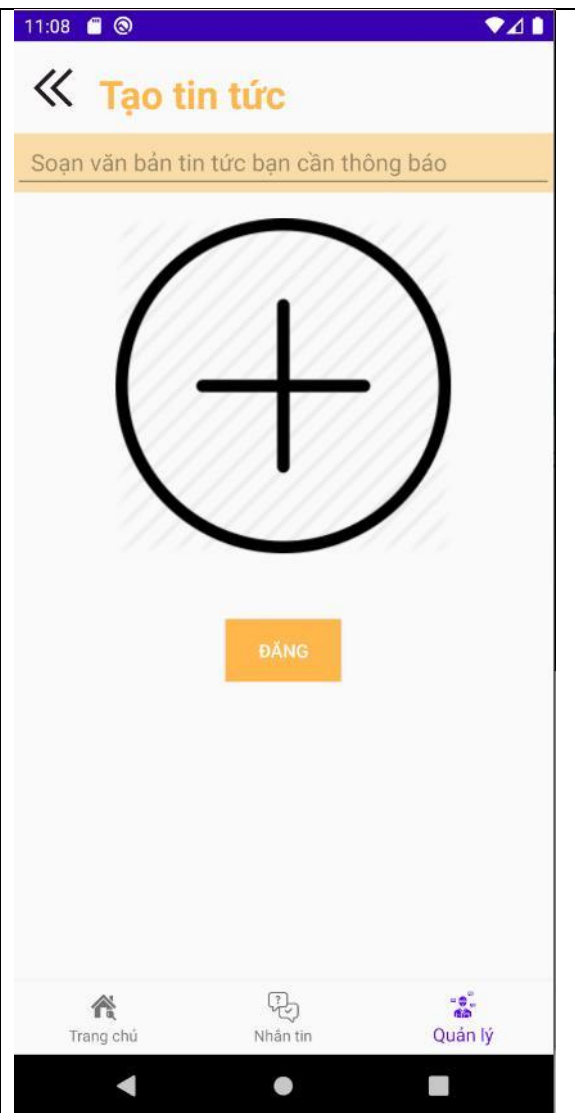 11:08
Tạo tin tức
Soạn văn bản tin tức bạn cần thông báo
ĐĂNG
Trang chủ
Nhắn tin
Quản lý